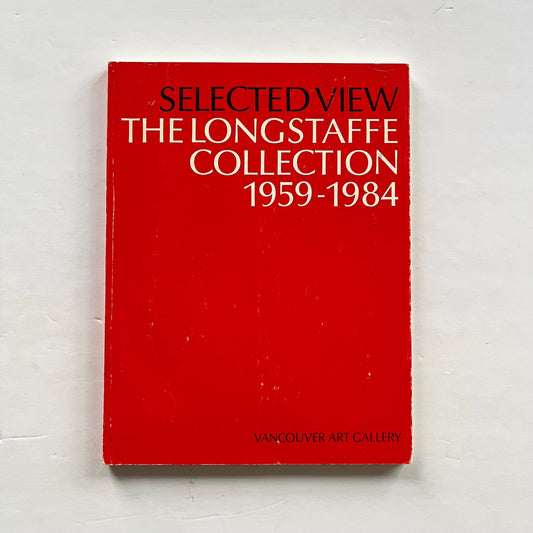 SELECTED VIEW
THE LONGSTAFFE
COLLECTION
1959-1984
VANCOUVER ART GALLERY